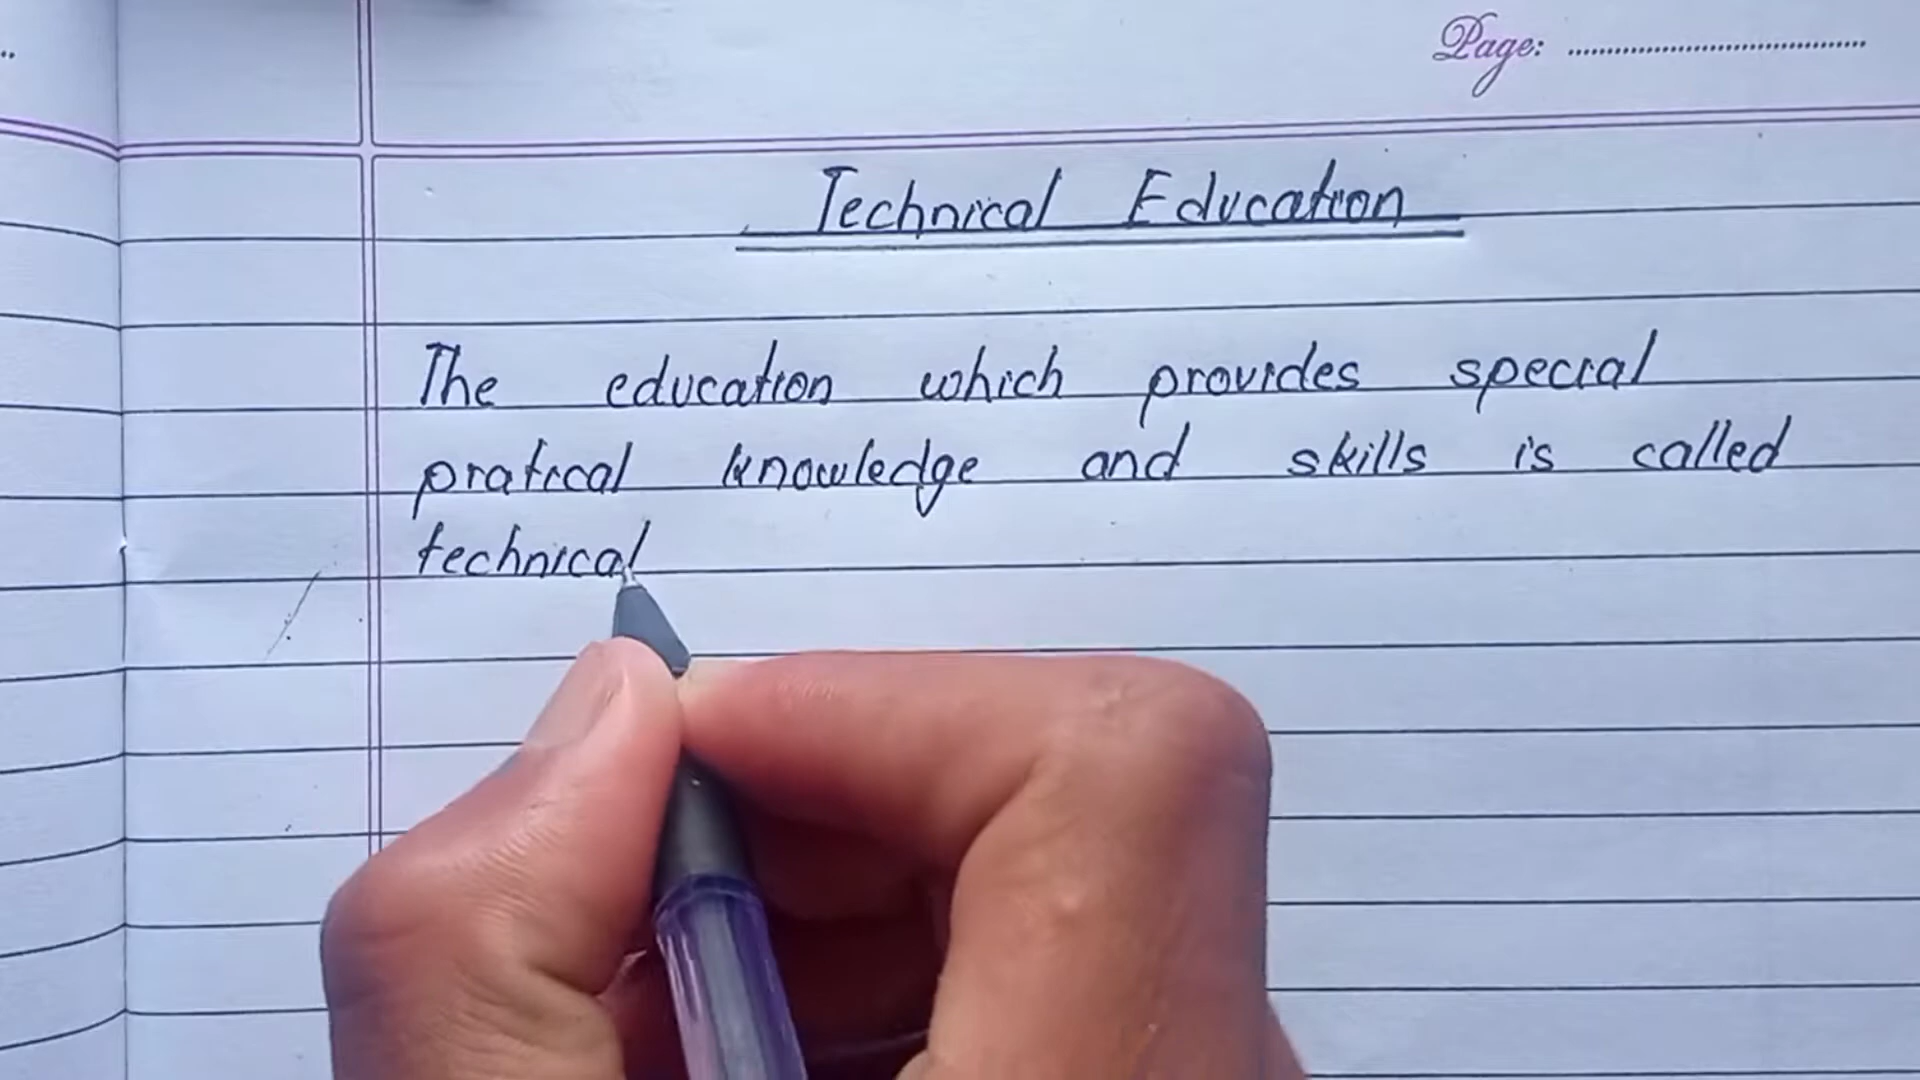 Page: ..............................
Technical Education
The education which provides special
pratical knowledge and skills is called
technical